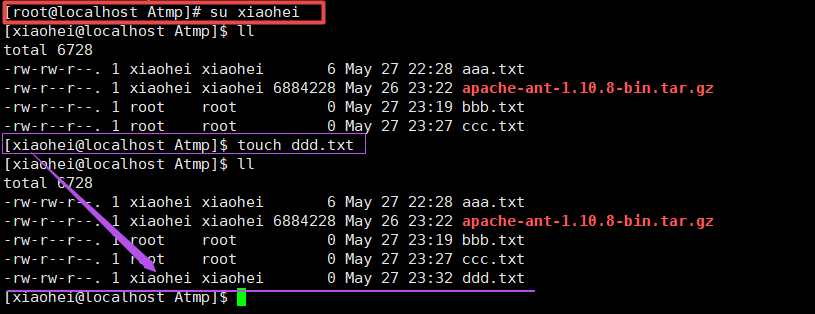 [root@localhost Atmp]# su xiaohei
[xiaohei@localhost Atmp]$ ll
total 6728
-rw-rw-r--. 1 xiaohei xiaohei       6 May 27 22:28 aaa.txt
-rw-rw-r--. 1 xiaohei xiaohei 6884228 May 26 23:22 apache-ant-1.10.8-bin.tar.gz
-rw-r--r--. 1 root    root          0 May 27 23:19 bbb.txt
-rw-r--r--. 1 root    root          0 May 27 23:27 ccc.txt
[xiaohei@localhost Atmp]$ touch ddd.txt
[xiaohei@localhost Atmp]$ ll
total 6728
-rw-rw-r--. 1 xiaohei xiaohei       6 May 27 22:28 aaa.txt
-rw-rw-r--. 1 xiaohei xiaohei 6884228 May 26 23:22 apache-ant-1.10.8-bin.tar.gz
-rw-r--r--. 1 root    root          0 May 27 23:19 bbb.txt
-rw-r--r--. 1 root    root          0 May 27 23:27 ccc.txt
-rw-rw-r--. 1 xiaohei xiaohei       0 May 27 23:32 ddd.txt
[xiaohei@localhost Atmp]$